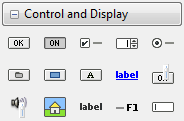 Control and Display
OK ON
A label 0..
label F1